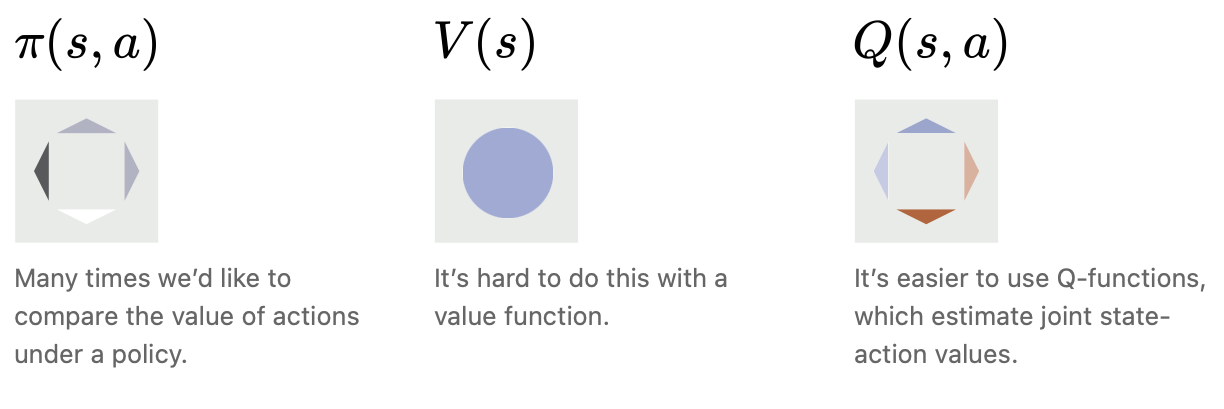 π(s, a)
V(s)
Q(s, a)
Many times we’d like to
compare the value of actions
under a policy.
It’s hard to do this with a
value function.
It’s easier to use Q-functions,
which estimate joint state-
action values.